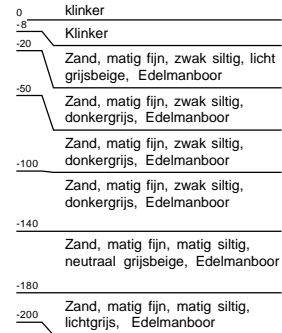 0 klinker
-8 Klinker
-20 Zand, matig fijn, zwak siltig, licht
grijsbeige, Edelmanboor
-50 Zand, matig fijn, zwak siltig,
donkergrijs, Edelmanboor
Zand, matig fijn, zwak siltig,
donkergrijs, Edelmanboor
-100 Zand, matig fijn, zwak siltig,
donkergrijs, Edelmanboor
-140
Zand, matig fijn, matig siltig,
neutraal grijsbeige, Edelmanboor
-180
Zand, matig fijn, matig siltig,
-200 lichtgrijs, Edelmanboor